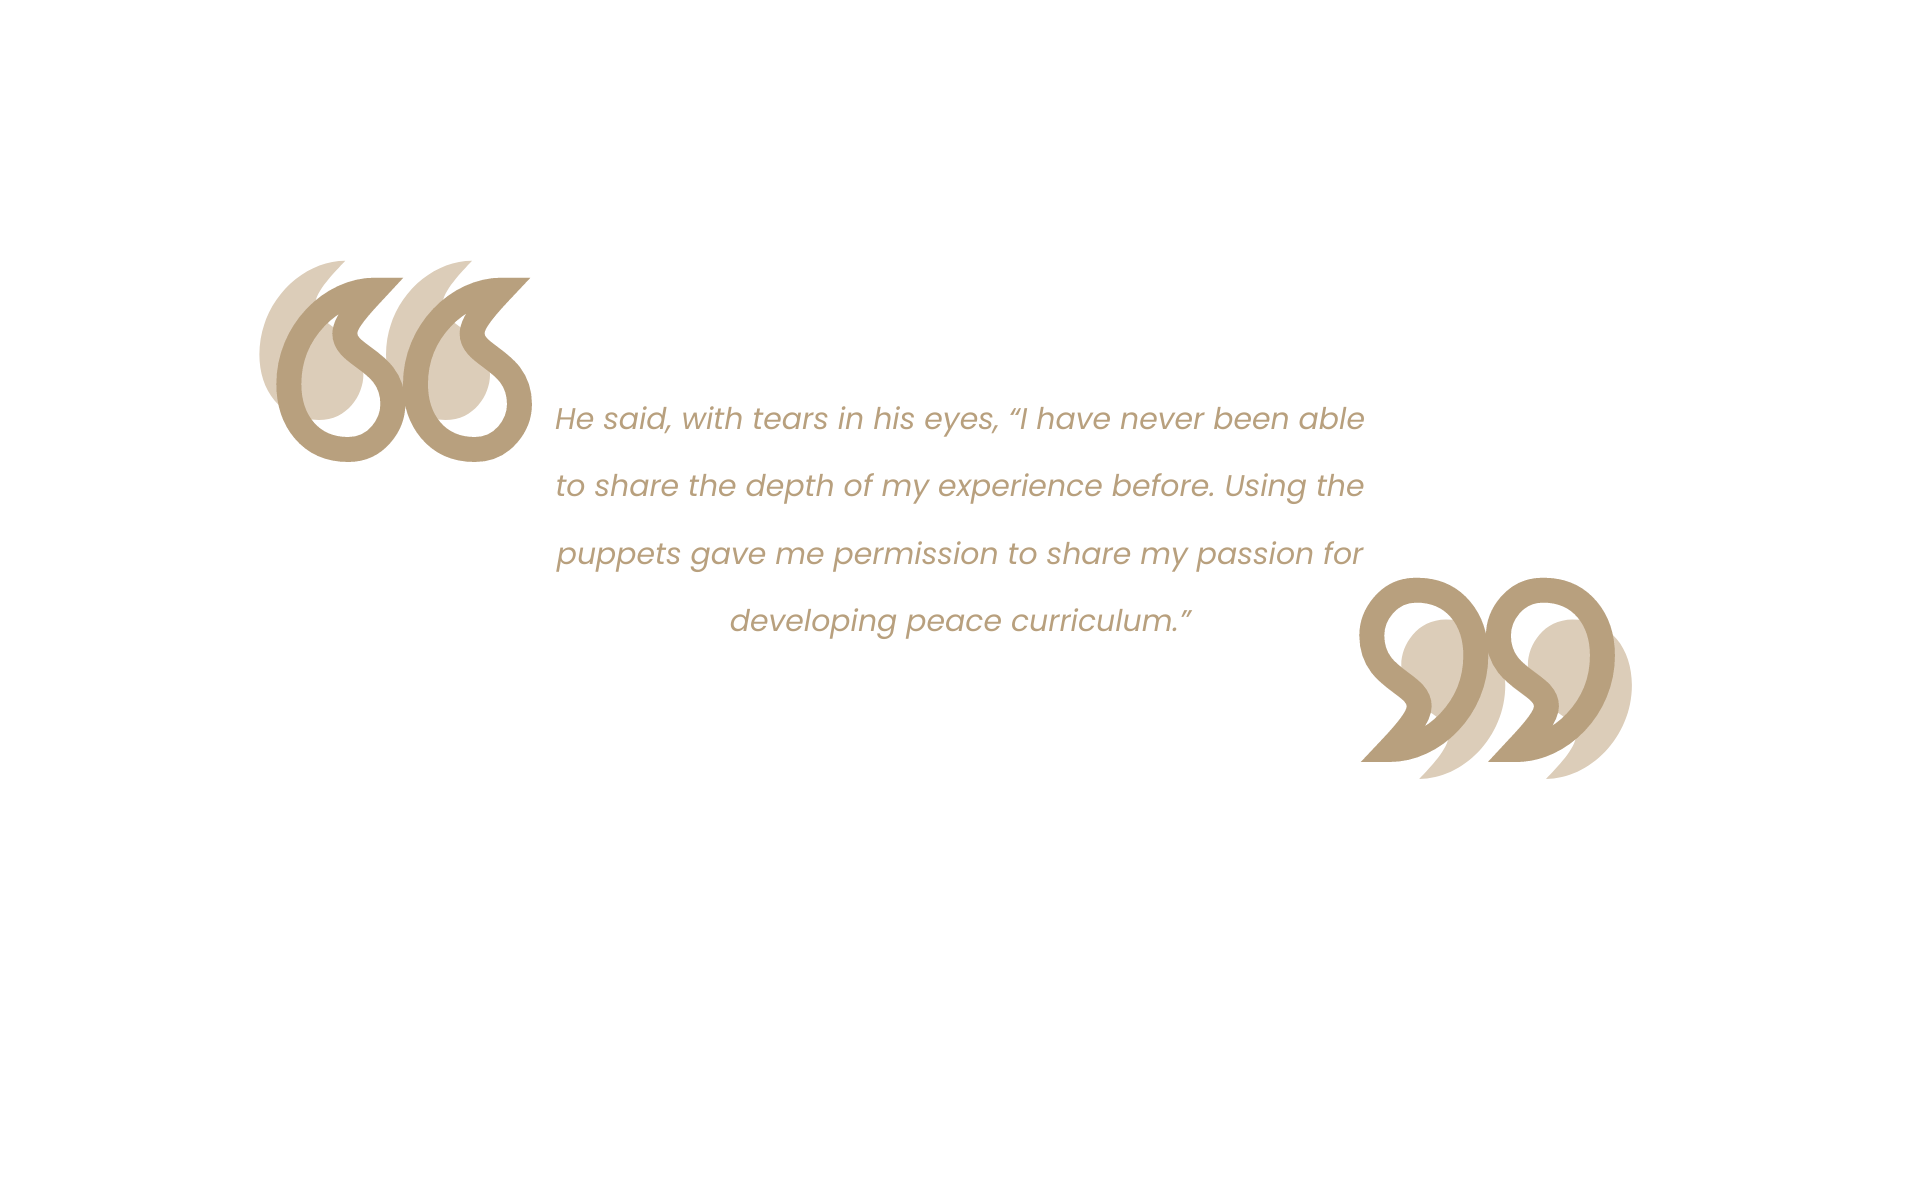 He said, with tears in his eyes, “I have never been able
to share the depth of my experience before. Using the
puppets gave me permission to share my passion for
developing peace curriculum.”